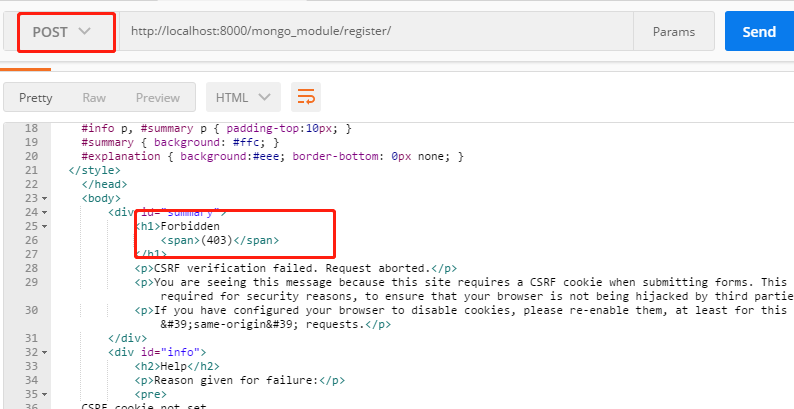 POST http://localhost:8000/mongo_module/register/ Params Send
Pretty Raw Preview HTML
18 #info p, #summary p { padding-top:10px; }
19 #summary { background: #ffc; }
20 #explanation { background:#eee; border-bottom: 0px none; }
21 </style>
22 </head>
23 <body>
24 <div id="summary">
25 <h1>Forbidden
26 <span>(403)</span>
27 </h1>
28 <p>CSRF verification failed. Request aborted.</p>
29 <p>You are seeing this message because this site requires a CSRF cookie when submitting forms. This
required for security reasons, to ensure that your browser is not being hijacked by third partie
30 <p>If you have configured your browser to disable cookies, please re-enable them, at least for this
&#39;same-origin&#39; requests.</p>
31 </div>
32 <div id="info">
33 <h2>Help</h2>
34 <p>Reason given for failure:</p>
35 <pre>
36 CSRF cookie not set